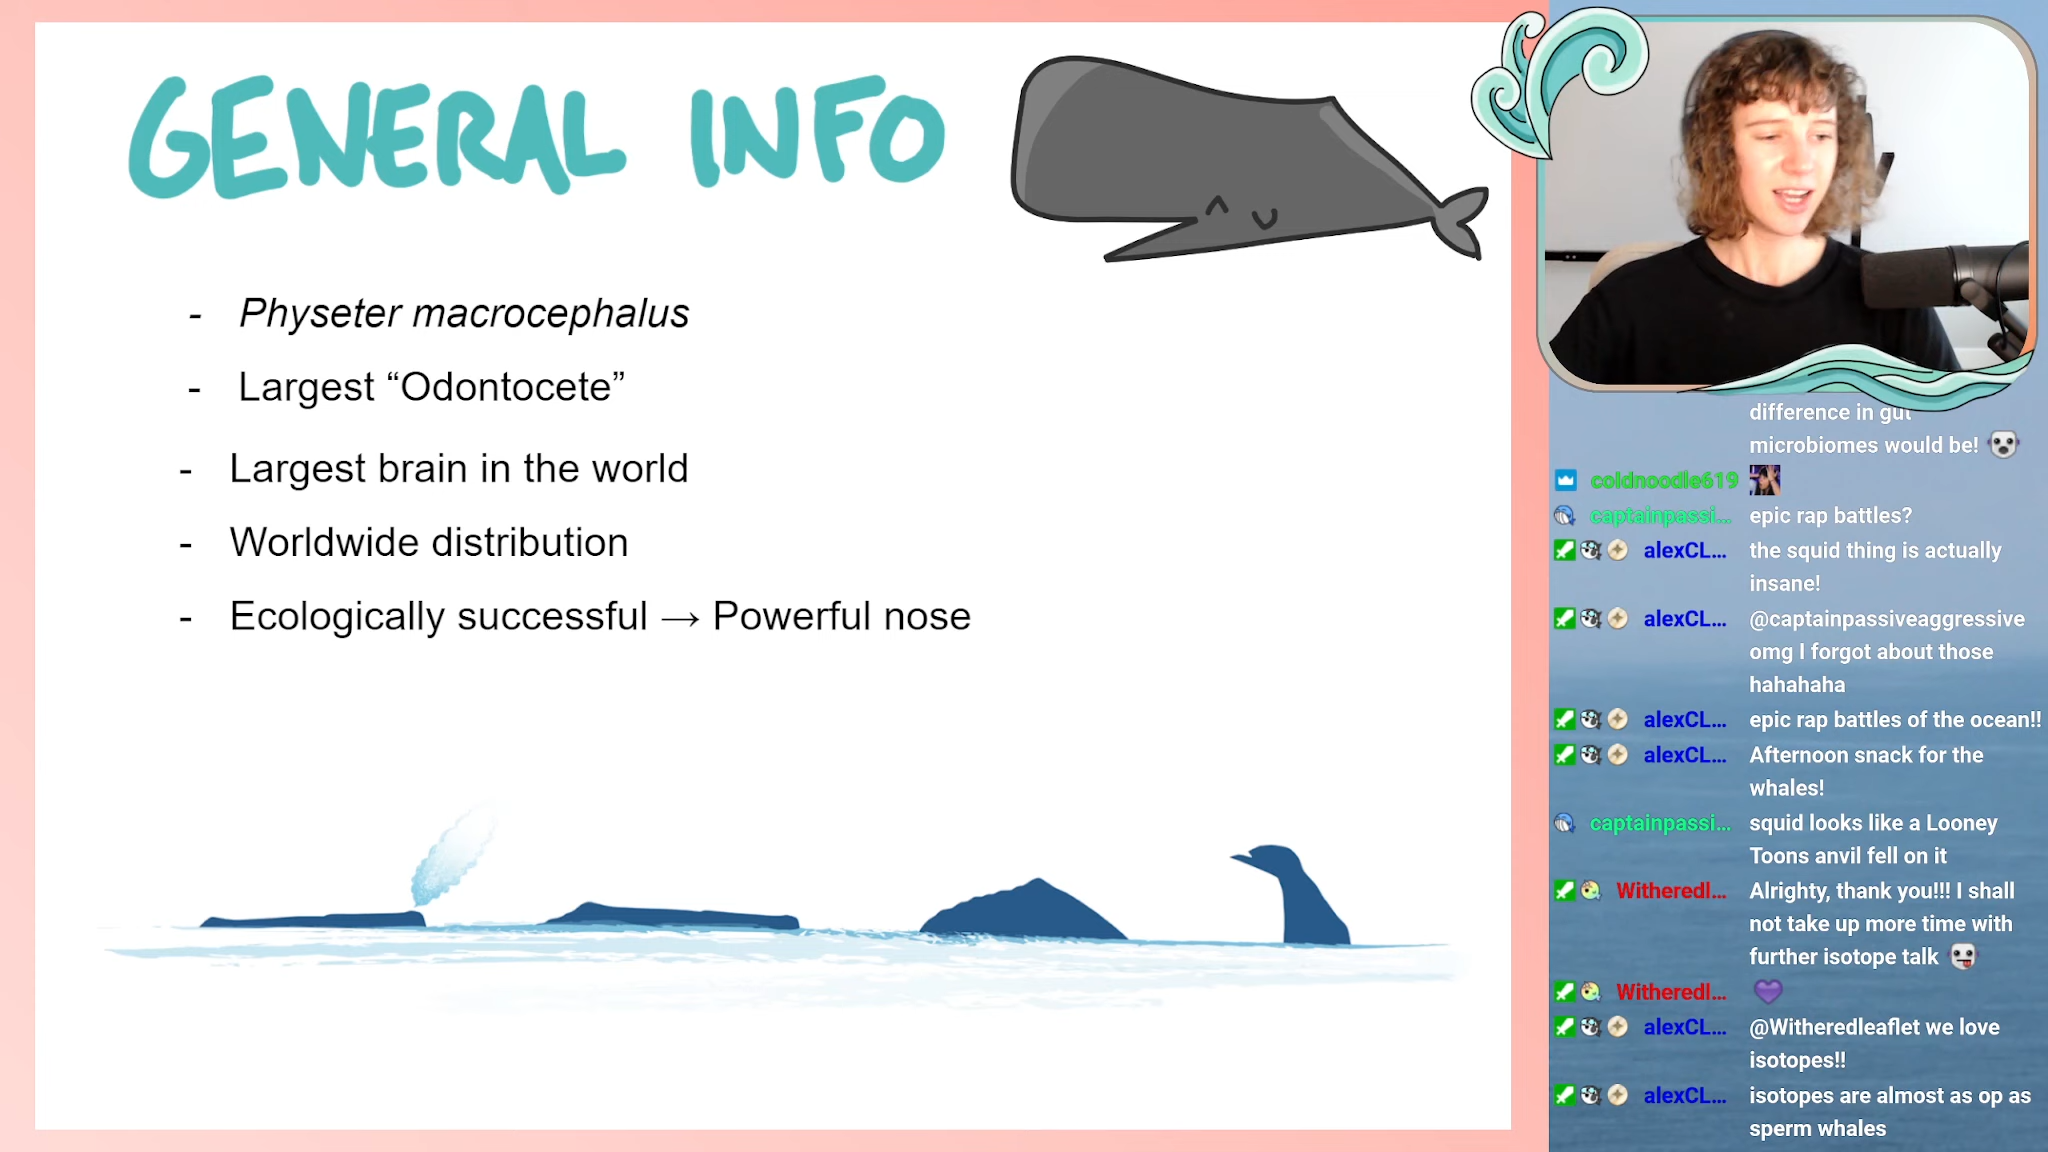 GENERAL INFO
- Physeter macrocephalus
- Largest “Odontocete”
- Largest brain in the world
- Worldwide distribution
- Ecologically successful → Powerful nose
difference in gut
microbiomes would be!
coldnoodle619
captainpassi... epic rap battles?
alexCL... the squid thing is actually
insane!
alexCL... @captainpassiveaggressive
omg I forgot about those
hahahaha
alexCL... epic rap battles of the ocean!!
alexCL... Afternoon snack for the
whales!
captainpassi... squid looks like a Looney
Toons anvil fell on it
Witheredl... Alrighty, thank you!!! I shall
not take up more time with
further isotope talk
Witheredl...
alexCL... @Witheredleaflet we love
isotopes!!
alexCL... isotopes are almost as op as
sperm whales